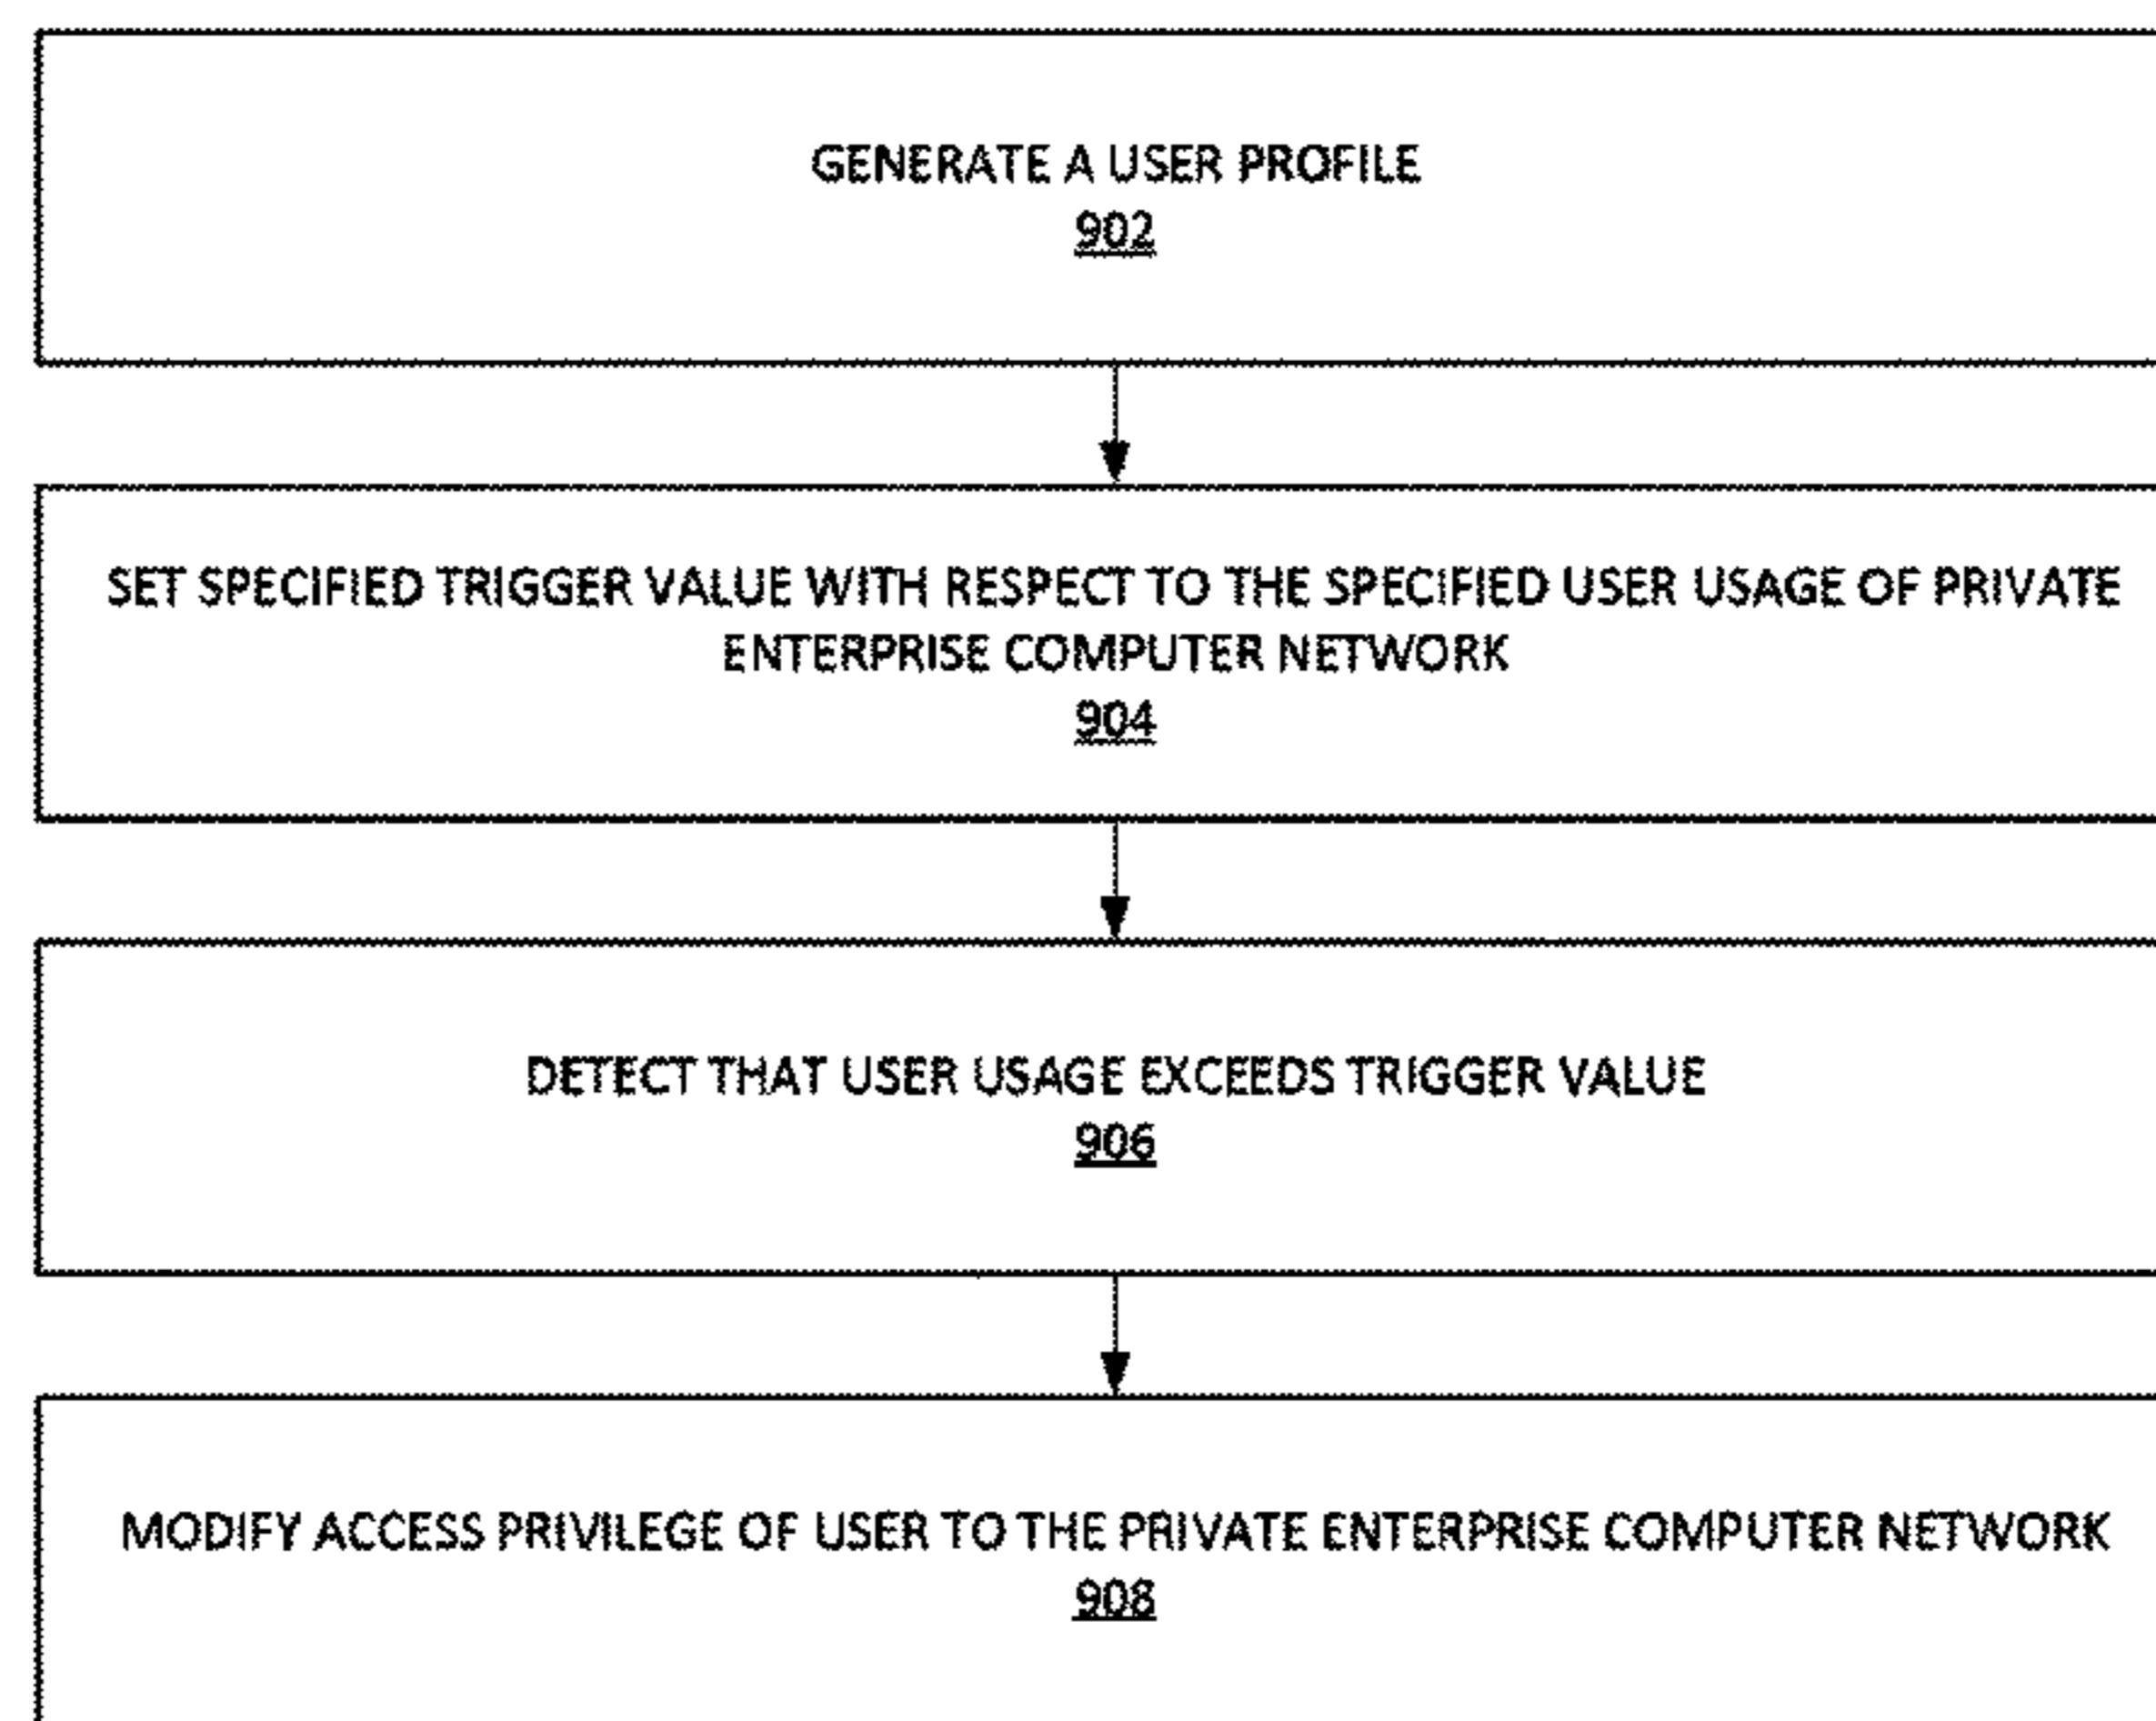 GENERATE A USER PROFILE
902
SET SPECIFIED TRIGGER VALUE WITH RESPECT TO THE SPECIFIED USER USAGE OF PRIVATE
ENTERPRISE COMPUTER NETWORK
904
DETECT THAT USER USAGE EXCEEDS TRIGGER VALUE
906
MODIFY ACCESS PRIVILEGE OF USER TO THE PRIVATE ENTERPRISE COMPUTER NETWORK
908